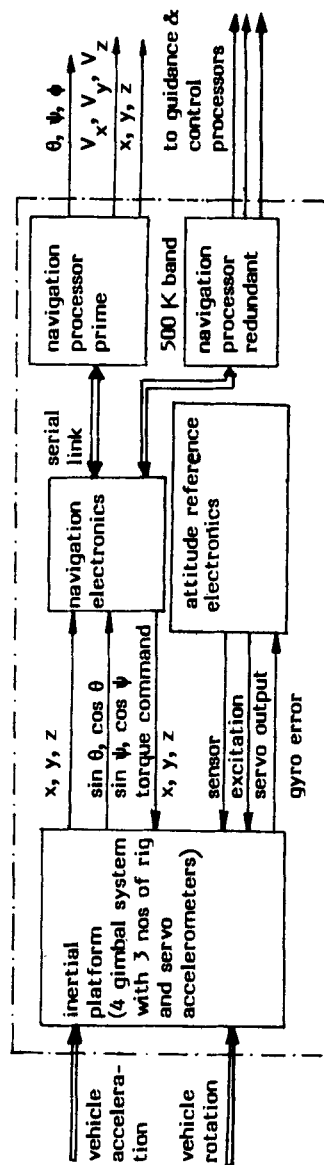 vehicle
accelera-
tion
vehicle
rotation
inertial
platform
(4 gimbal system
with 3 nos of rig
and servo
accelerometers)
x, y, z
sin θ, cos θ
sin ψ, cos ψ
torque command
x, y, z
sensor
excitation
servo output
gyro error
navigation
electronics
attitude reference
electronics
serial
link
navigation
processor
prime
500 K band
navigation
processor
redundant
θ, ψ, ϕ
Vx, Vy, Vz
x, y, z
to guidance &
control
processors